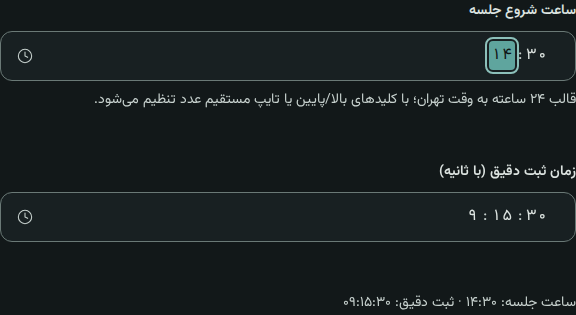 ساعت شروع جلسه
۱۴:۳۰
قالب ۲۴ ساعته به وقت تهران؛ با کلیدهای بالا/پایین یا تایپ مستقیم عدد تنظیم می‌شود.
زمان ثبت دقیق (با ثانیه)
۹:۱۵:۳۰
ساعت جلسه: ۱۴:۳۰ · ثبت دقیق: ۰۹:۱۵:۳۰